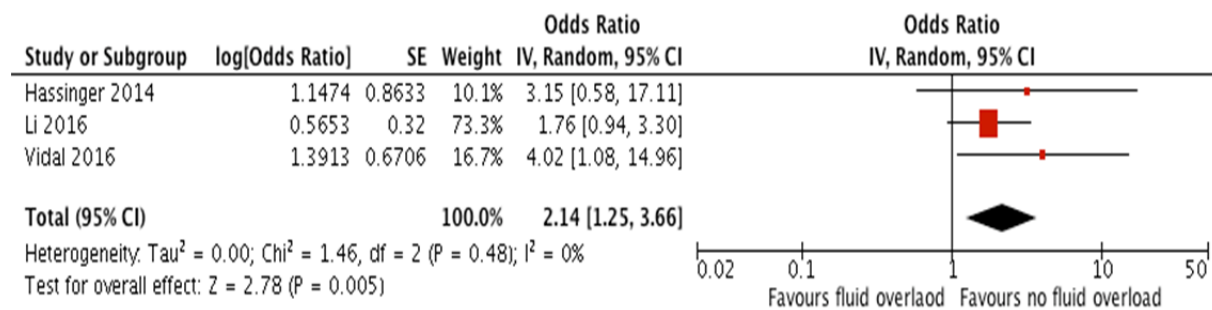 Odds Ratio Odds Ratio
Study or Subgroup log[Odds Ratio] SE Weight IV, Random, 95% CI IV, Random, 95% CI
Hassinger 2014 1.1474 0.8633 10.1% 3.15 [0.58, 17.11]
Li 2016 0.5653 0.32 73.3% 1.76 [0.94, 3.30]
Vidal 2016 1.3913 0.6706 16.7% 4.02 [1.08, 14.96]
Total (95% CI) 100.0% 2.14 [1.25, 3.66]
Heterogeneity: Tau² = 0.00; Chi² = 1.46, df = 2 (P = 0.48); I² = 0%
Test for overall effect: Z = 2.78 (P = 0.005)
0.02 0.1 1 10 50
Favours fluid overlaod Favours no fluid overload